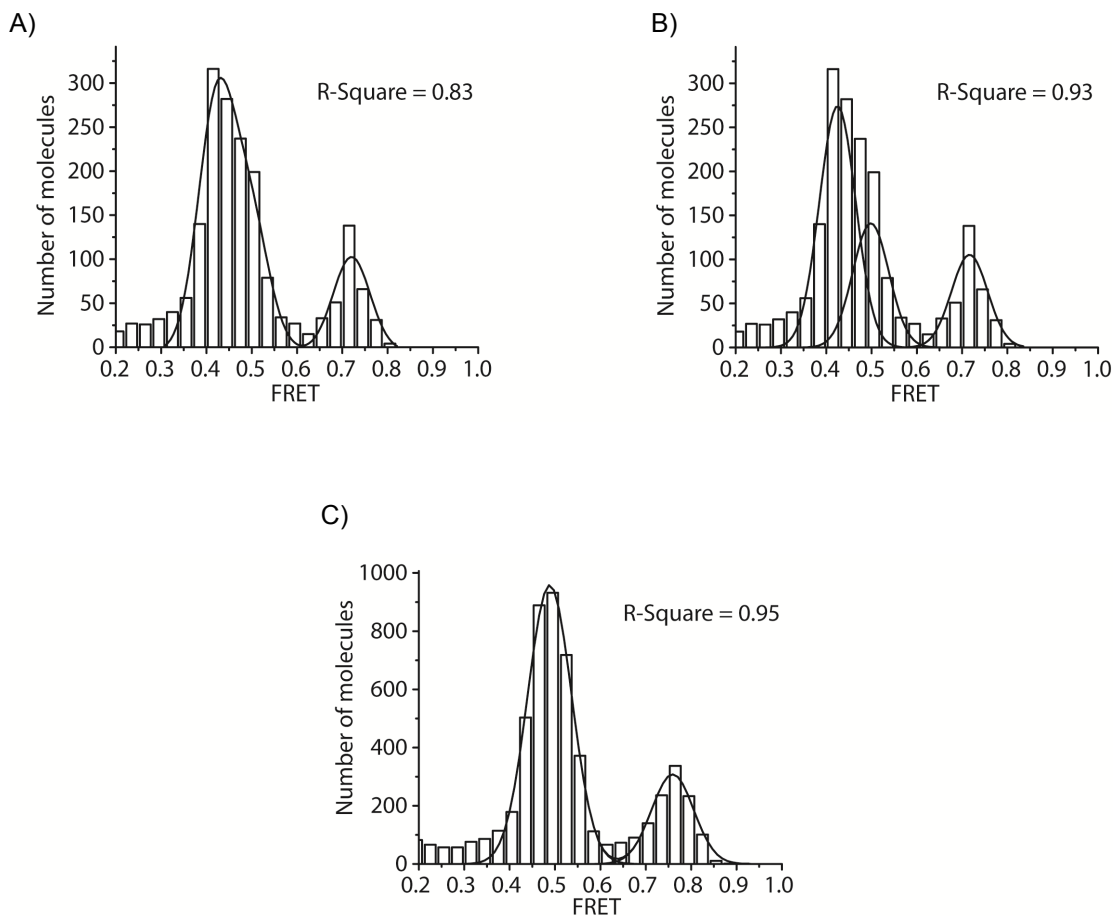 A)
R-Square = 0.83
Number of molecules
300
250
200
150
100
50
0
0.2 0.3 0.4 0.5 0.6 0.7 0.8 0.9 1.0
FRET
B)
R-Square = 0.93
Number of molecules
300
250
200
150
100
50
0
0.2 0.3 0.4 0.5 0.6 0.7 0.8 0.9 1.0
FRET
C)
R-Square = 0.95
Number of molecules
1000
800
600
400
200
0
0.2 0.3 0.4 0.5 0.6 0.7 0.8 0.9 1.0
FRET